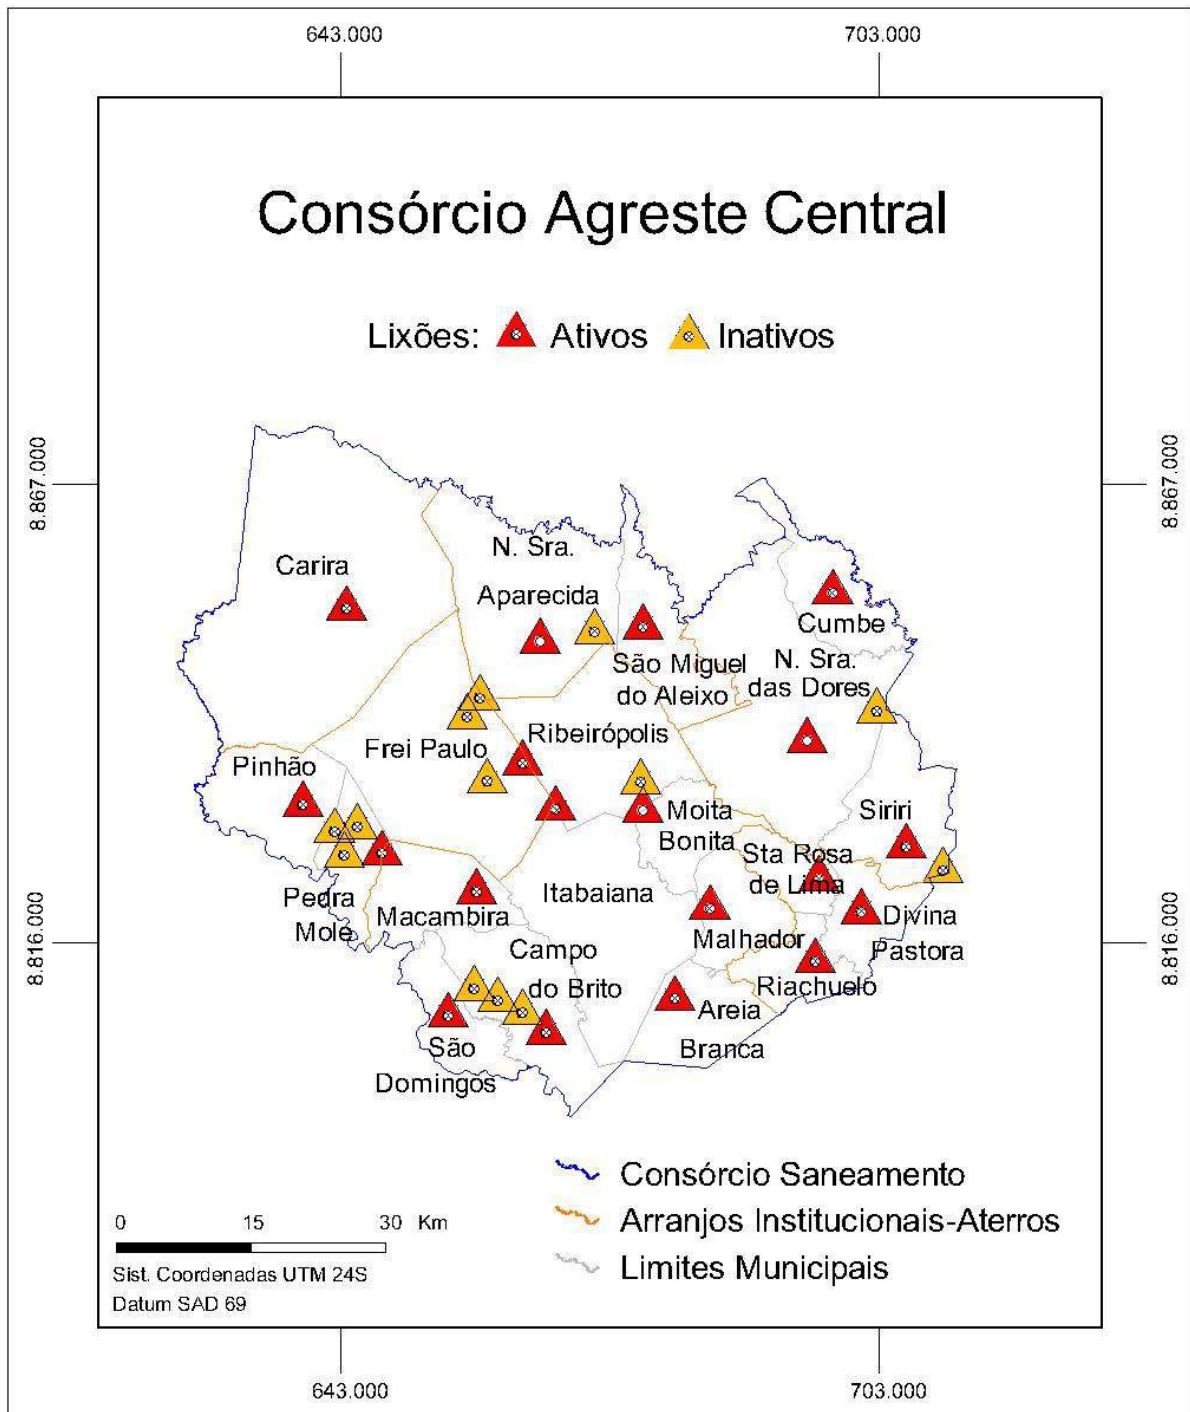 643.000
703.000
Consórcio Agreste Central
Lixões: Ativos Inativos
8.867.000
8.867.000
N. Sra.
Aparecida
Carira
Cumbe
São Miguel
do Aleixo
N. Sra.
das Dores
Ribeirópolis
Frei Paulo
Pinhão
Moita
Bonita
Siriri
Sta Rosa
de Lima
Pedra
Mole
Macambira
Itabaiana
Malhador
Divina
Pastora
Campo
do Brito
Riachuelo
Areia
Branca
São
Domingos
8.816.000
8.816.000
Consórcio Saneamento
Arranjos Institucionais-Aterros
Limites Municipais
0 15 30 Km
Sist. Coordenadas UTM 24S
Datum SAD 69
643.000
703.000